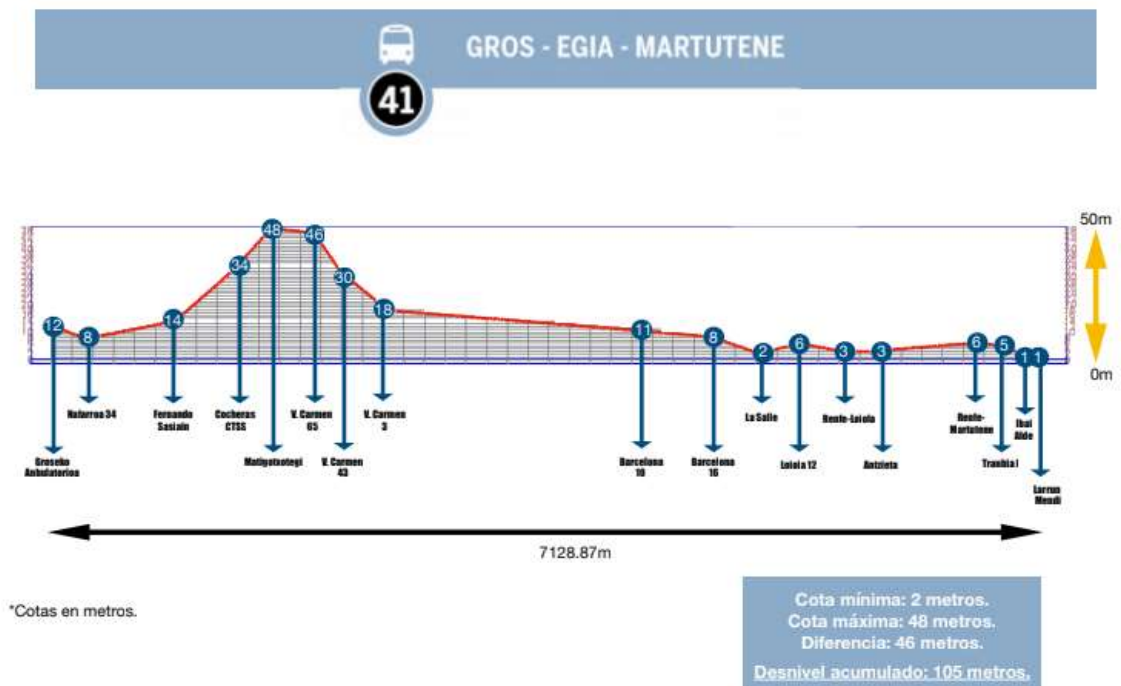 GROS - EGIA - MARTUTENE
41
50m
48
46
34
30
18
14
12
8
11
8
2
6
3
3
6
5
1
1
0m
Nafarroa 34
Fernando
Sasiain
Cocheras
CTSS
V. Carmen
65
V. Carmen
3
La Salle
Renfe-Loiola
Antzieta
Renfe-
Martutene
Ibai
Alde
Groseko
Anbulatorioa
Matigotxotegi
V. Carmen
43
Barcelona
10
Barcelona
16
Loiola 12
Tranbia I
Larrun
Mendi
7128.87m
*Cotas en metros.
Cota mínima: 2 metros.
Cota máxima: 48 metros.
Diferencia: 46 metros.
Desnivel acumulado: 105 metros.